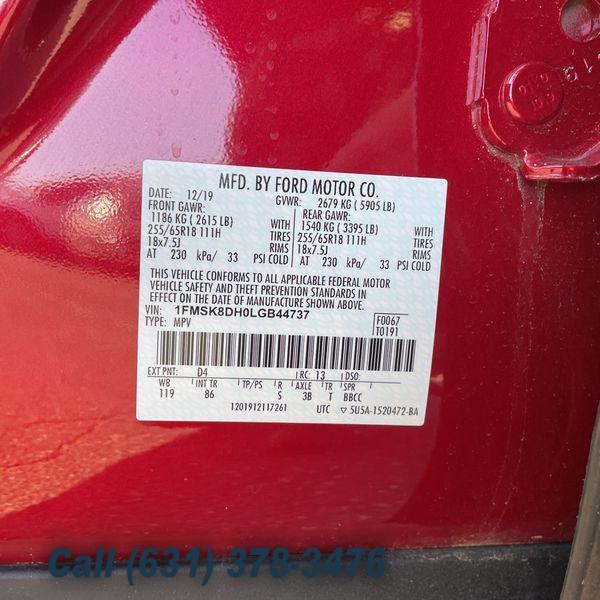 MFD. BY FORD MOTOR CO.
DATE: 12/19 GVWR: 2679 KG ( 5905 LB)
FRONT GAWR: REAR GAWR:
1186 KG ( 2615 LB) WITH 1540 KG ( 3395 LB) WITH
255/65R18 111H TIRES 255/65R18 111H TIRES
18x7.5J RIMS 18x7.5J RIMS
AT 230 kPa/ 33 PSI COLD AT 230 kPa/ 33 PSI COLD
THIS VEHICLE CONFORMS TO ALL APPLICABLE FEDERAL MOTOR
VEHICLE SAFETY AND THEFT PREVENTION STANDARDS IN
EFFECT ON THE DATE OF MANUFACTURE SHOWN ABOVE.
VIN: 1FMSK8DH0LGB44737 F0067
TYPE: MPV T0191
EXT PNT: D4 RC: 13 DSO:
WB INT TR TP/PS R AXLE TR SPR
119 86 S 3B T BBCC
1201912117261 UTC ▽ 5U5A-1520472-BA
Call (631) 378-3476